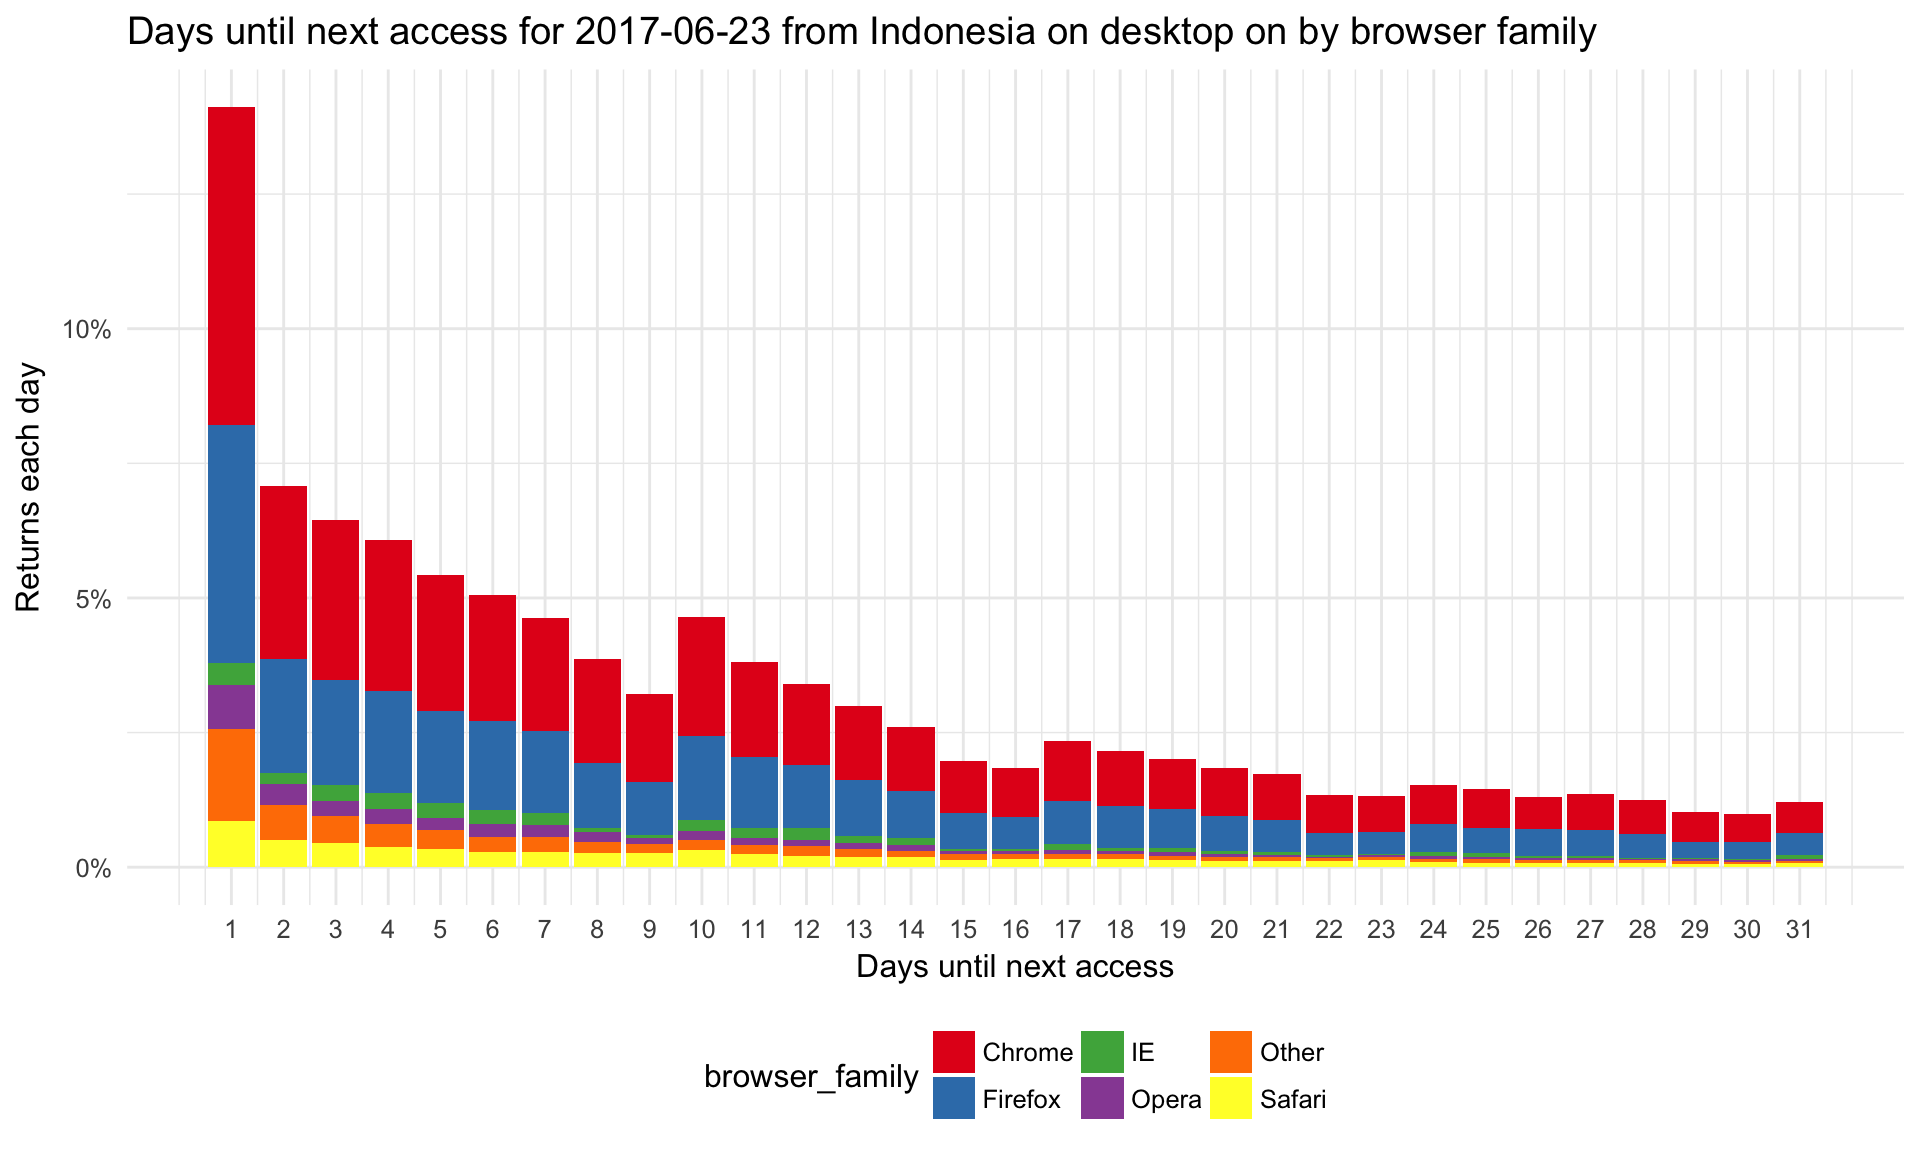 Days until next access for 2017-06-23 from Indonesia on desktop on by browser family
Returns each day
10%
5%
0%
1 2 3 4 5 6 7 8 9 10 11 12 13 14 15 16 17 18 19 20 21 22 23 24 25 26 27 28 29 30 31
Days until next access
browser_family
Chrome IE Other
Firefox Opera Safari